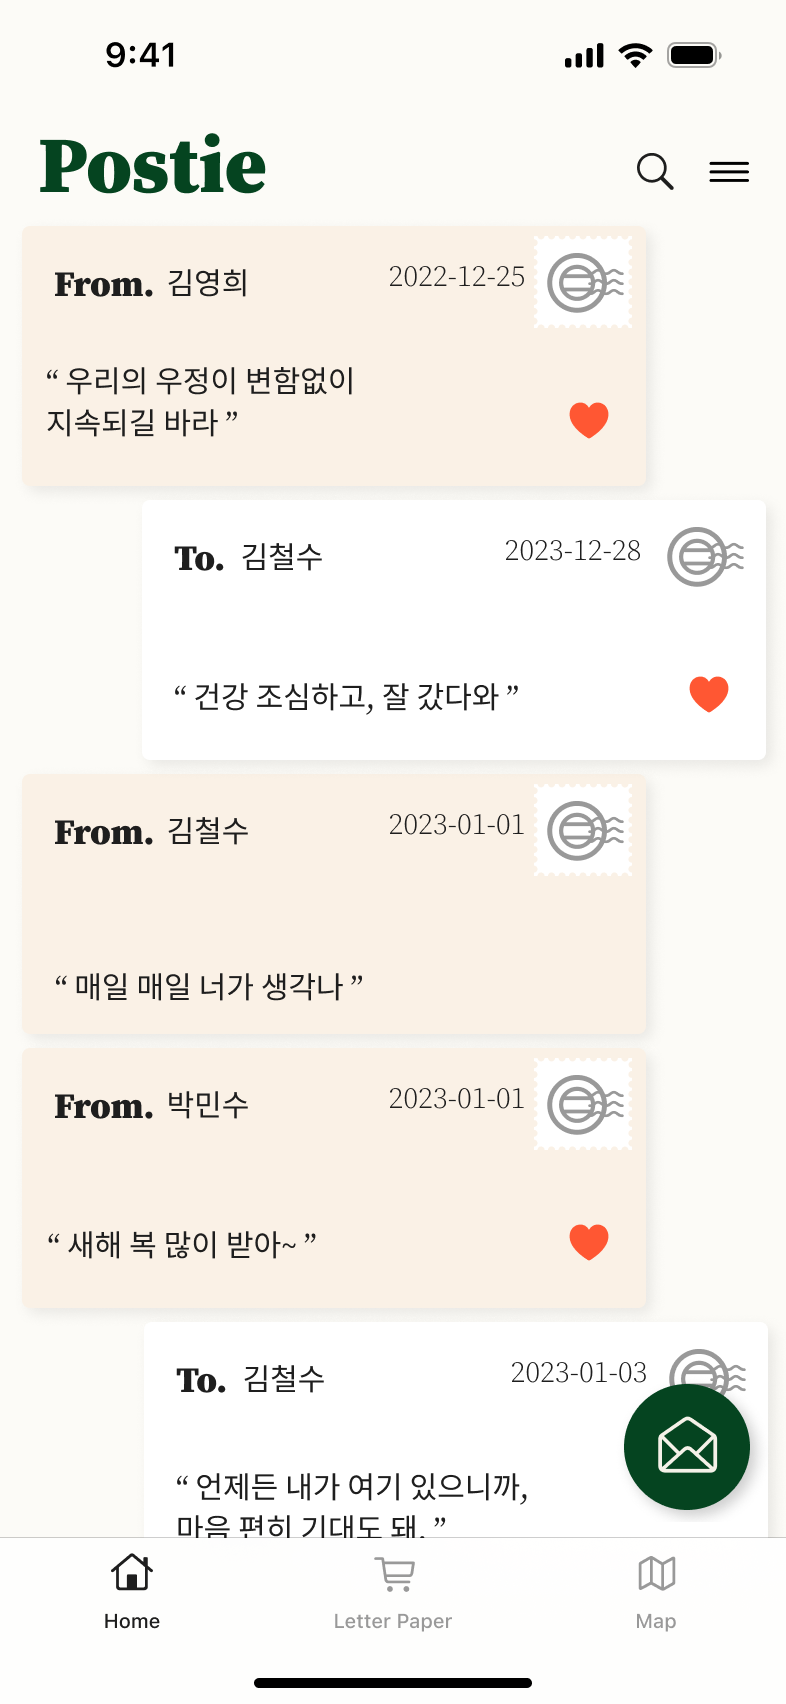 9:41
Postie
From. 김영희 2022-12-25
“ 우리의 우정이 변함없이
지속되길 바라 ”
To. 김철수 2023-12-28
“ 건강 조심하고, 잘 갔다와 ”
From. 김철수 2023-01-01
“ 매일 매일 너가 생각나 ”
From. 박민수 2023-01-01
“ 새해 복 많이 받아~ ”
To. 김철수 2023-01-03
“ 언제든 내가 여기 있으니까,
마음 편히 기대도 돼. ”
Home Letter Paper Map